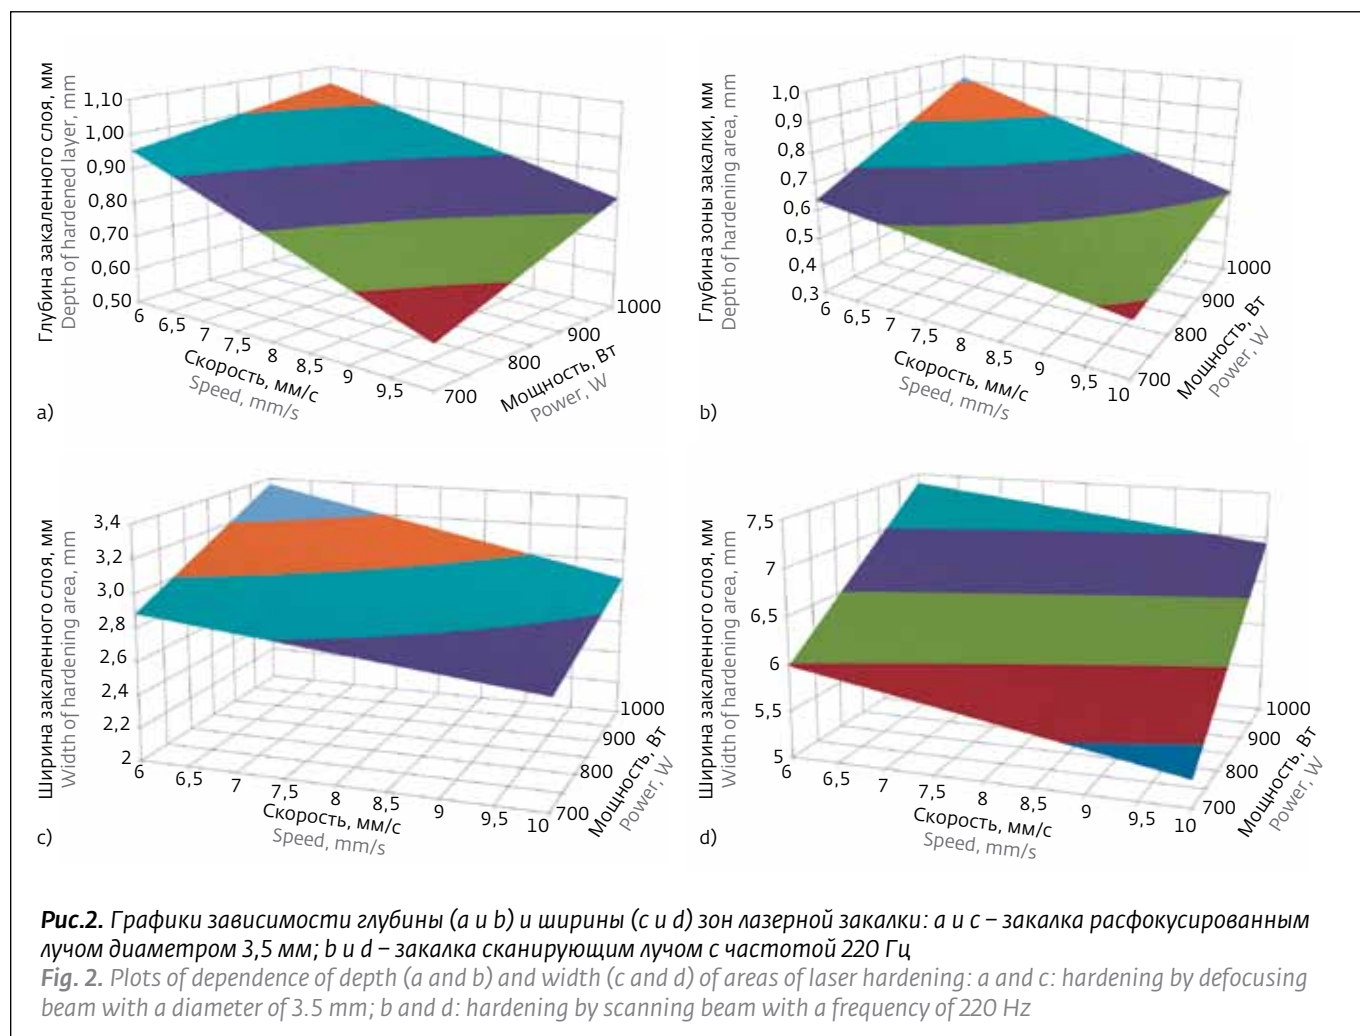 Глубина закаленного слоя, мм
Depth of hardened layer, mm
1,10
1,00
0,90
0,80
0,70
0,60
0,50
6
6,5
7
7,5
8
8,5
9
9,5
Скорость, мм/с
Speed, mm/s
700
800
900
1000
Мощность, Вт
Power, W
a)
Глубина зоны закалки, мм
Depth of hardening area, mm
1,0
0,9
0,8
0,7
0,6
0,5
0,4
0,3
6
6,5
7
7,5
8
8,5
9
9,5
10
Скорость, мм/с
Speed, mm/s
700
800
900
1000
Мощность, Вт
Power, W
b)
Ширина закаленного слоя, мм
Width of hardening area, mm
3,4
3,2
3,0
2,8
2,6
2,4
2,2
2
6
6,5
7
7,5
8
8,5
9
9,5
10
Скорость, мм/с
Speed, mm/s
700
800
900
1000
Мощность, Вт
Power, W
c)
Ширина закаленного слоя, мм
Width of hardening area, mm
7,5
7
6,5
6
5,5
5
6
6,5
7
7,5
8
8,5
9
9,5
10
Скорость, мм/с
Speed, mm/s
700
800
900
1000
Мощность, Вт
Power, W
d)
Рис.2. Графики зависимости глубины (a и b) и ширины (c и d) зон лазерной закалки: a и c – закалка расфокусированным
лучом диаметром 3,5 мм; b и d – закалка сканирующим лучом с частотой 220 Гц
Fig. 2. Plots of dependence of depth (a and b) and width (c and d) of areas of laser hardening: a and c: hardening by defocusing
beam with a diameter of 3.5 mm; b and d: hardening by scanning beam with a frequency of 220 Hz